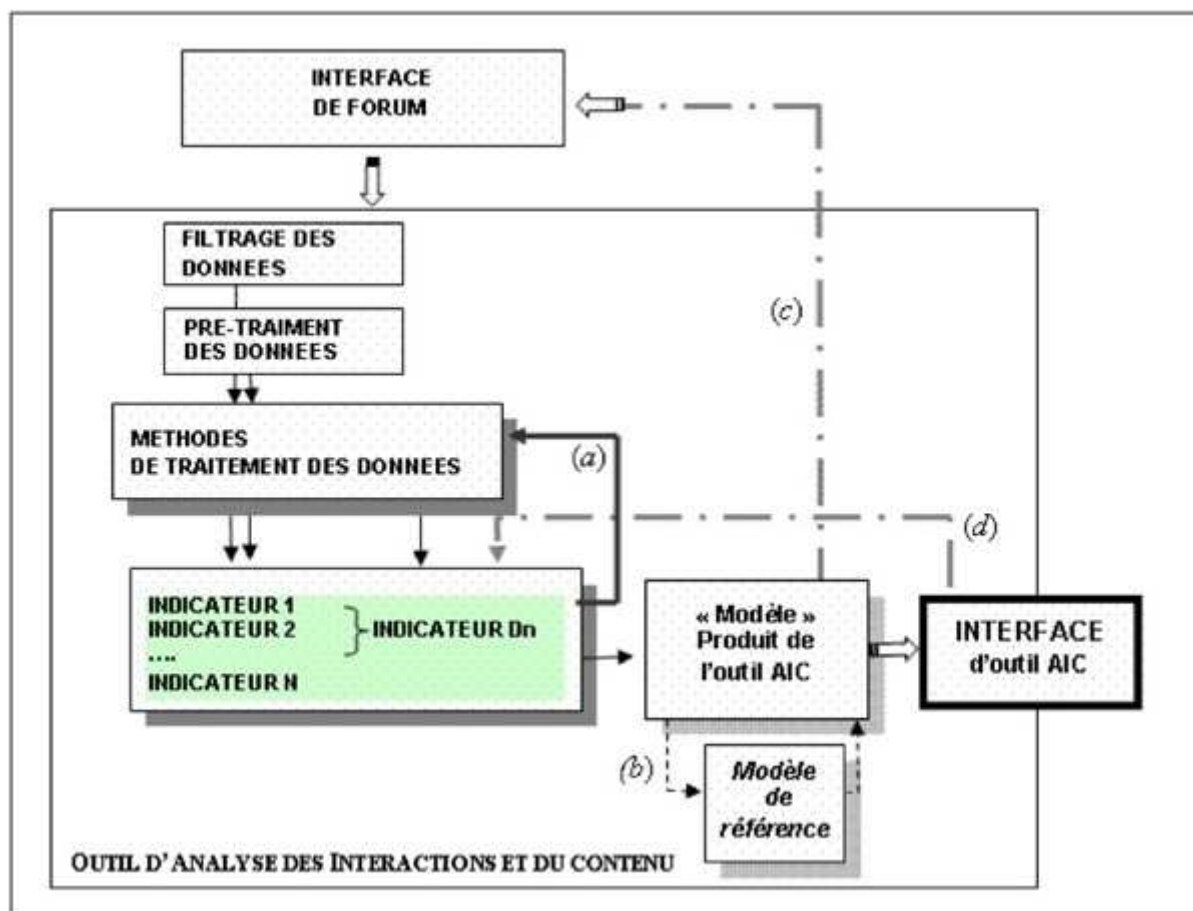 INTERFACE
DE FORUM
FILTRAGE DES
DONNEES
PRE-TRAIMENT
DES DONNEES
(c)
METHODES
DE TRAITEMENT DES DONNEES
(a)
(d)
INDICATEUR 1
INDICATEUR 2
INDICATEUR Dn
....
INDICATEUR N
« Modèle »
Produit de
l'outil AIC
INTERFACE
d'outil AIC
(b)
Modèle
de
référence
OUTIL D'ANALYSE DES INTERACTIONS ET DU CONTENU